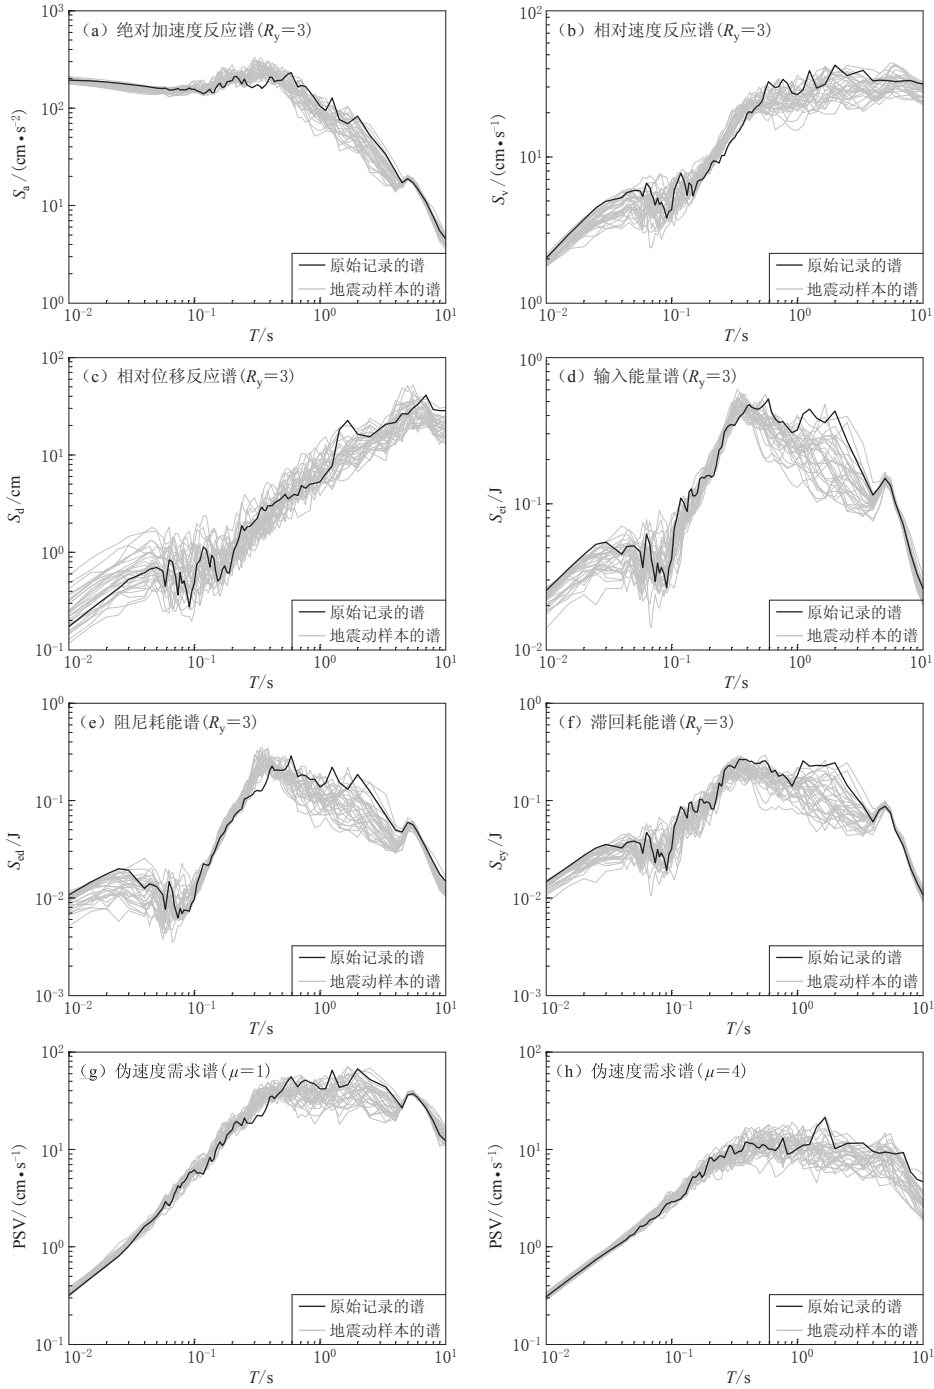 (a) 绝对加速度反应谱(Ry=3)
10³
10²
10¹
10⁰
Sa/(cm•s⁻²)
原始记录的谱
地震动样本的谱
10⁻² 10⁻¹ 10⁰ 10¹
T/s
(b) 相对速度反应谱(Ry=3)
10²
10¹
10⁰
Sv/(cm•s⁻¹)
原始记录的谱
地震动样本的谱
10⁻² 10⁻¹ 10⁰ 10¹
T/s
(c) 相对位移反应谱(Ry=3)
10²
10¹
10⁰
10⁻¹
Sd/cm
原始记录的谱
地震动样本的谱
10⁻² 10⁻¹ 10⁰ 10¹
T/s
(d) 输入能量谱(Ry=3)
10⁰
10⁻¹
10⁻²
Sei/J
原始记录的谱
地震动样本的谱
10⁻² 10⁻¹ 10⁰ 10¹
T/s
(e) 阻尼耗能谱(Ry=3)
10⁰
10⁻¹
10⁻²
10⁻³
Sed/J
原始记录的谱
地震动样本的谱
10⁻² 10⁻¹ 10⁰ 10¹
T/s
(f) 滞回耗能谱(Ry=3)
10⁰
10⁻¹
10⁻²
10⁻³
Sey/J
原始记录的谱
地震动样本的谱
10⁻² 10⁻¹ 10⁰ 10¹
T/s
(g) 伪速度需求谱(μ=1)
10²
10¹
10⁰
10⁻¹
PSV/(cm•s⁻¹)
原始记录的谱
地震动样本的谱
10⁻² 10⁻¹ 10⁰ 10¹
T/s
(h) 伪速度需求谱(μ=4)
10²
10¹
10⁰
10⁻¹
PSV/(cm•s⁻¹)
原始记录的谱
地震动样本的谱
10⁻² 10⁻¹ 10⁰ 10¹
T/s